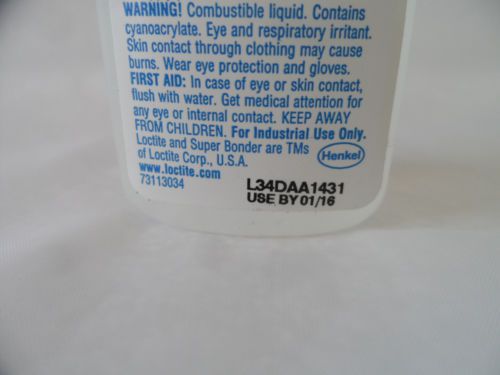 WARNING! Combustible liquid. Contains
cyanoacrylate. Eye and respiratory irritant.
Skin contact through clothing may cause
burns. Wear eye protection and gloves.
FIRST AID: In case of eye or skin contact,
flush with water. Get medical attention for
any eye or internal contact. KEEP AWAY
FROM CHILDREN. For Industrial Use Only.
Loctite and Super Bonder are TMs
of Loctite Corp., U.S.A.
Henkel
www.loctite.com
73113034
L34DAA1431
USE BY 01/16